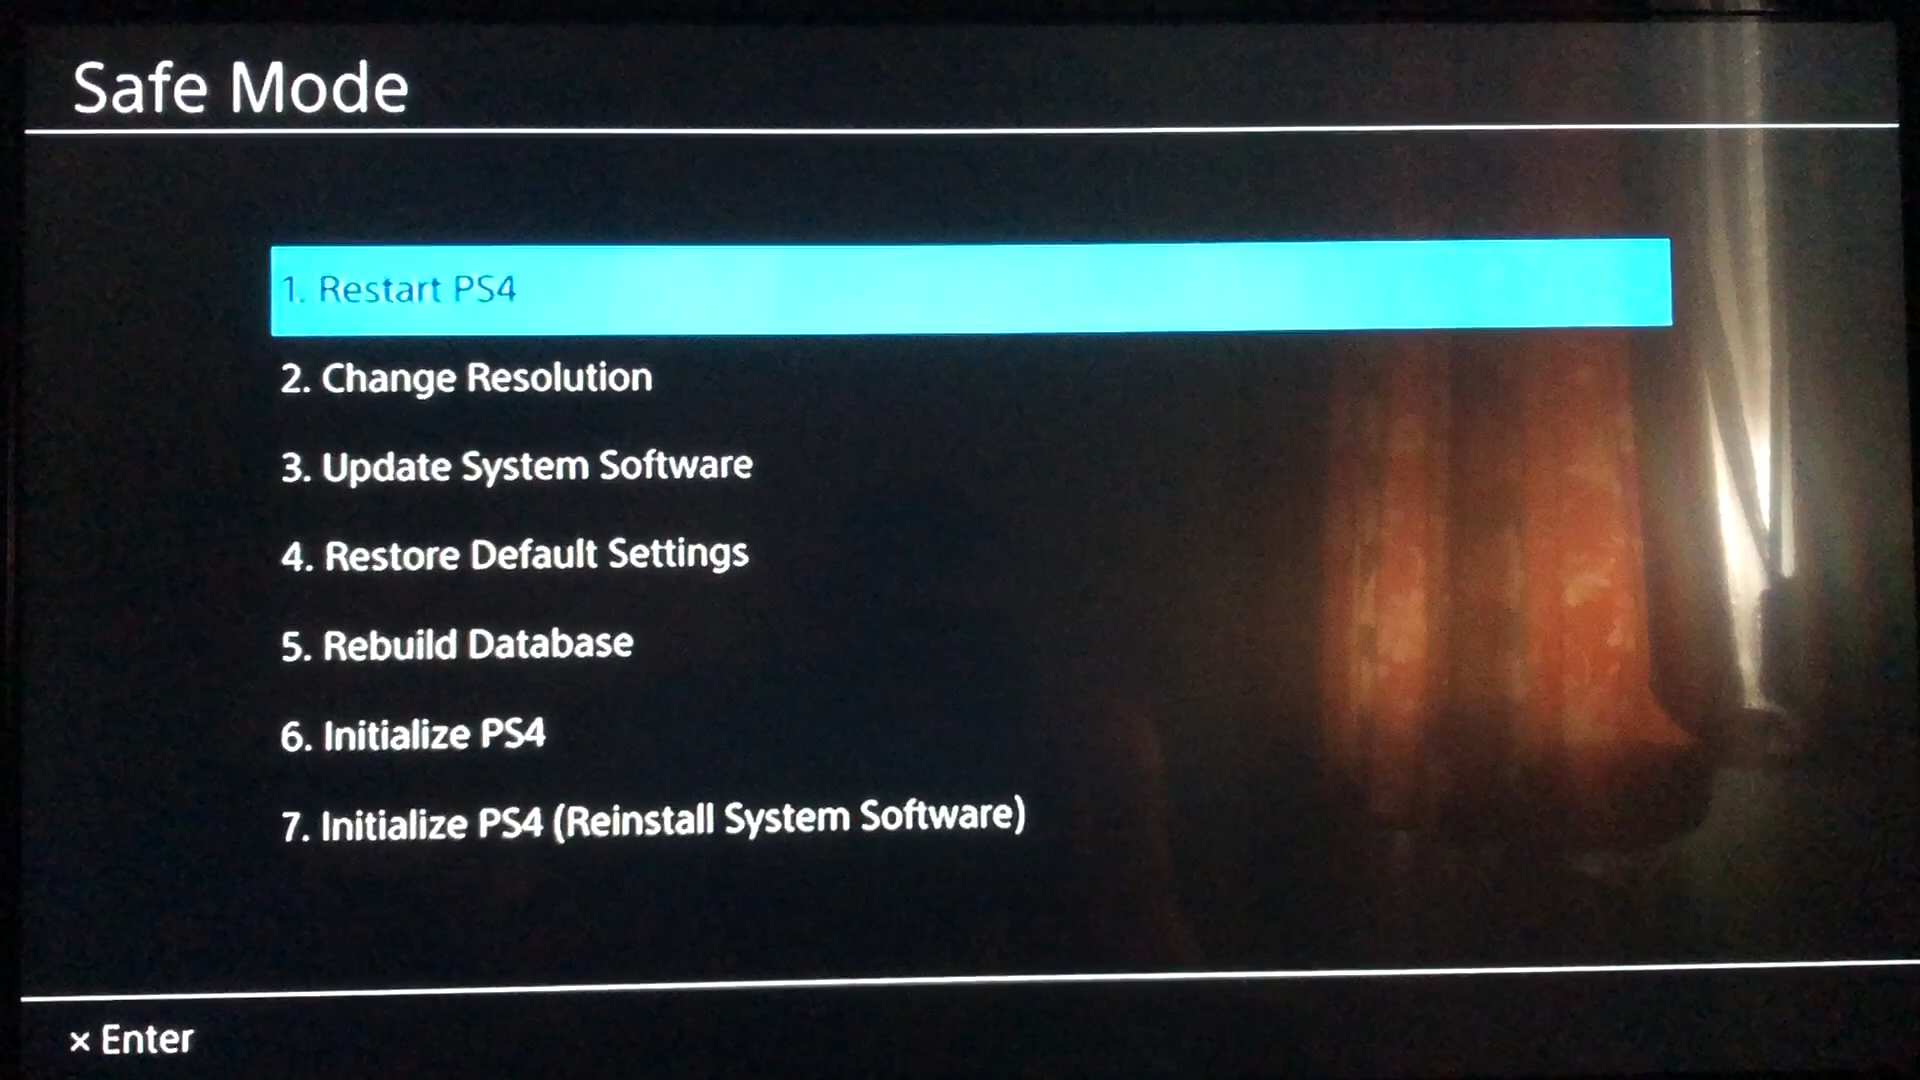 Safe Mode
1. Restart PS4
2. Change Resolution
3. Update System Software
4. Restore Default Settings
5. Rebuild Database
6. Initialize PS4
7. Initialize PS4 (Reinstall System Software)
× Enter